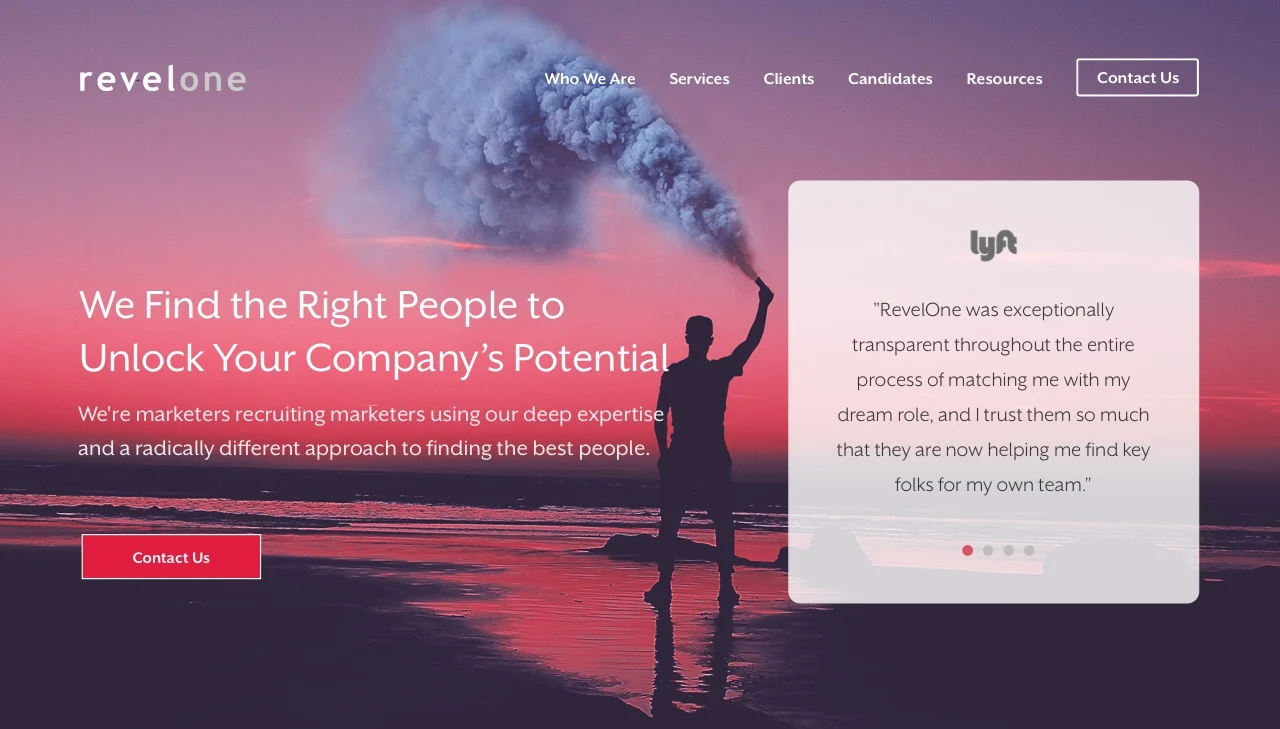 revelone
Who We Are
Services
Clients
Candidates
Resources
Contact Us
We Find the Right People to
Unlock Your Company’s Potential
We're marketers recruiting marketers using our deep expertise
and a radically different approach to finding the best people.
Contact Us
lyft
"RevelOne was exceptionally
transparent throughout the entire
process of matching me with my
dream role, and I trust them so much
that they are now helping me find key
folks for my own team."